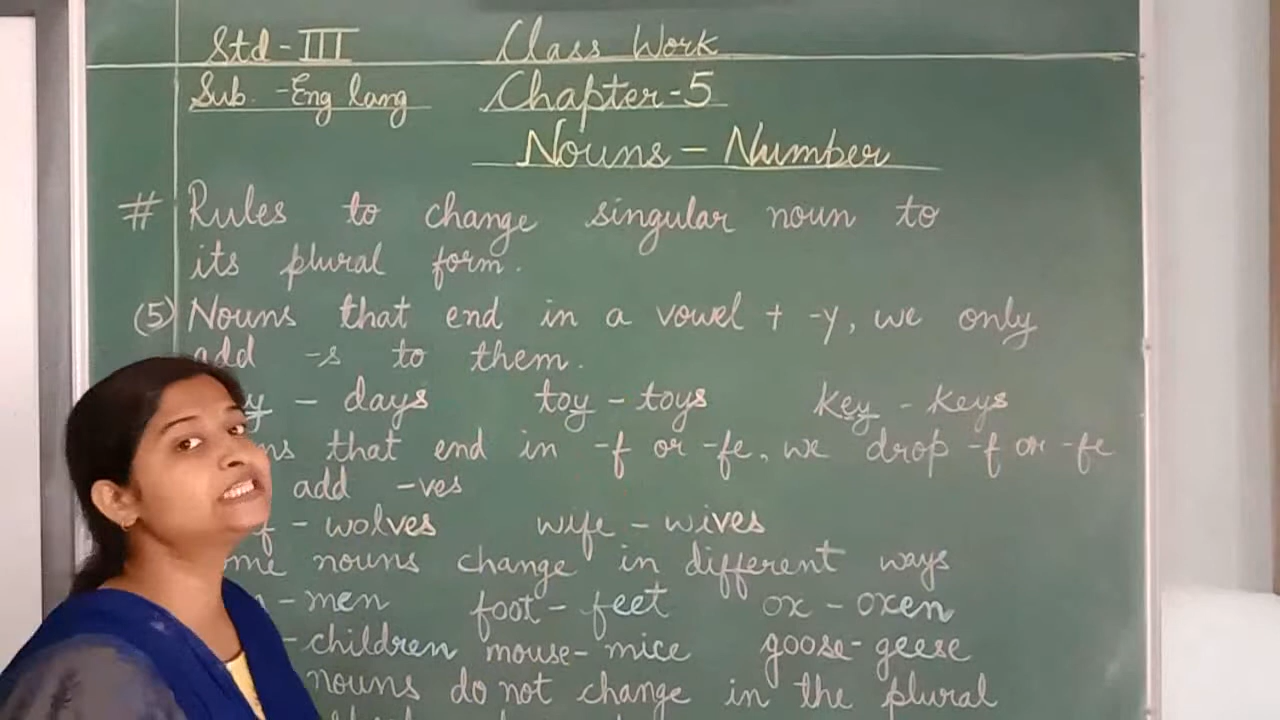 Std-III Class Work
Sub. -Eng lang Chapter-5
Nouns - Number
# Rules to change singular noun to
its plural form.
(5) Nouns that end in a vowel + -y, we only
add -s to them.
- days toy - toys key - keys
that end in -f or -fe, we drop -f or -fe
add -ves
- wolves wife - wives
nouns change in different ways
- men foot - feet ox - oxen
- children mouse - mice goose - geese
nouns do not change in the plural